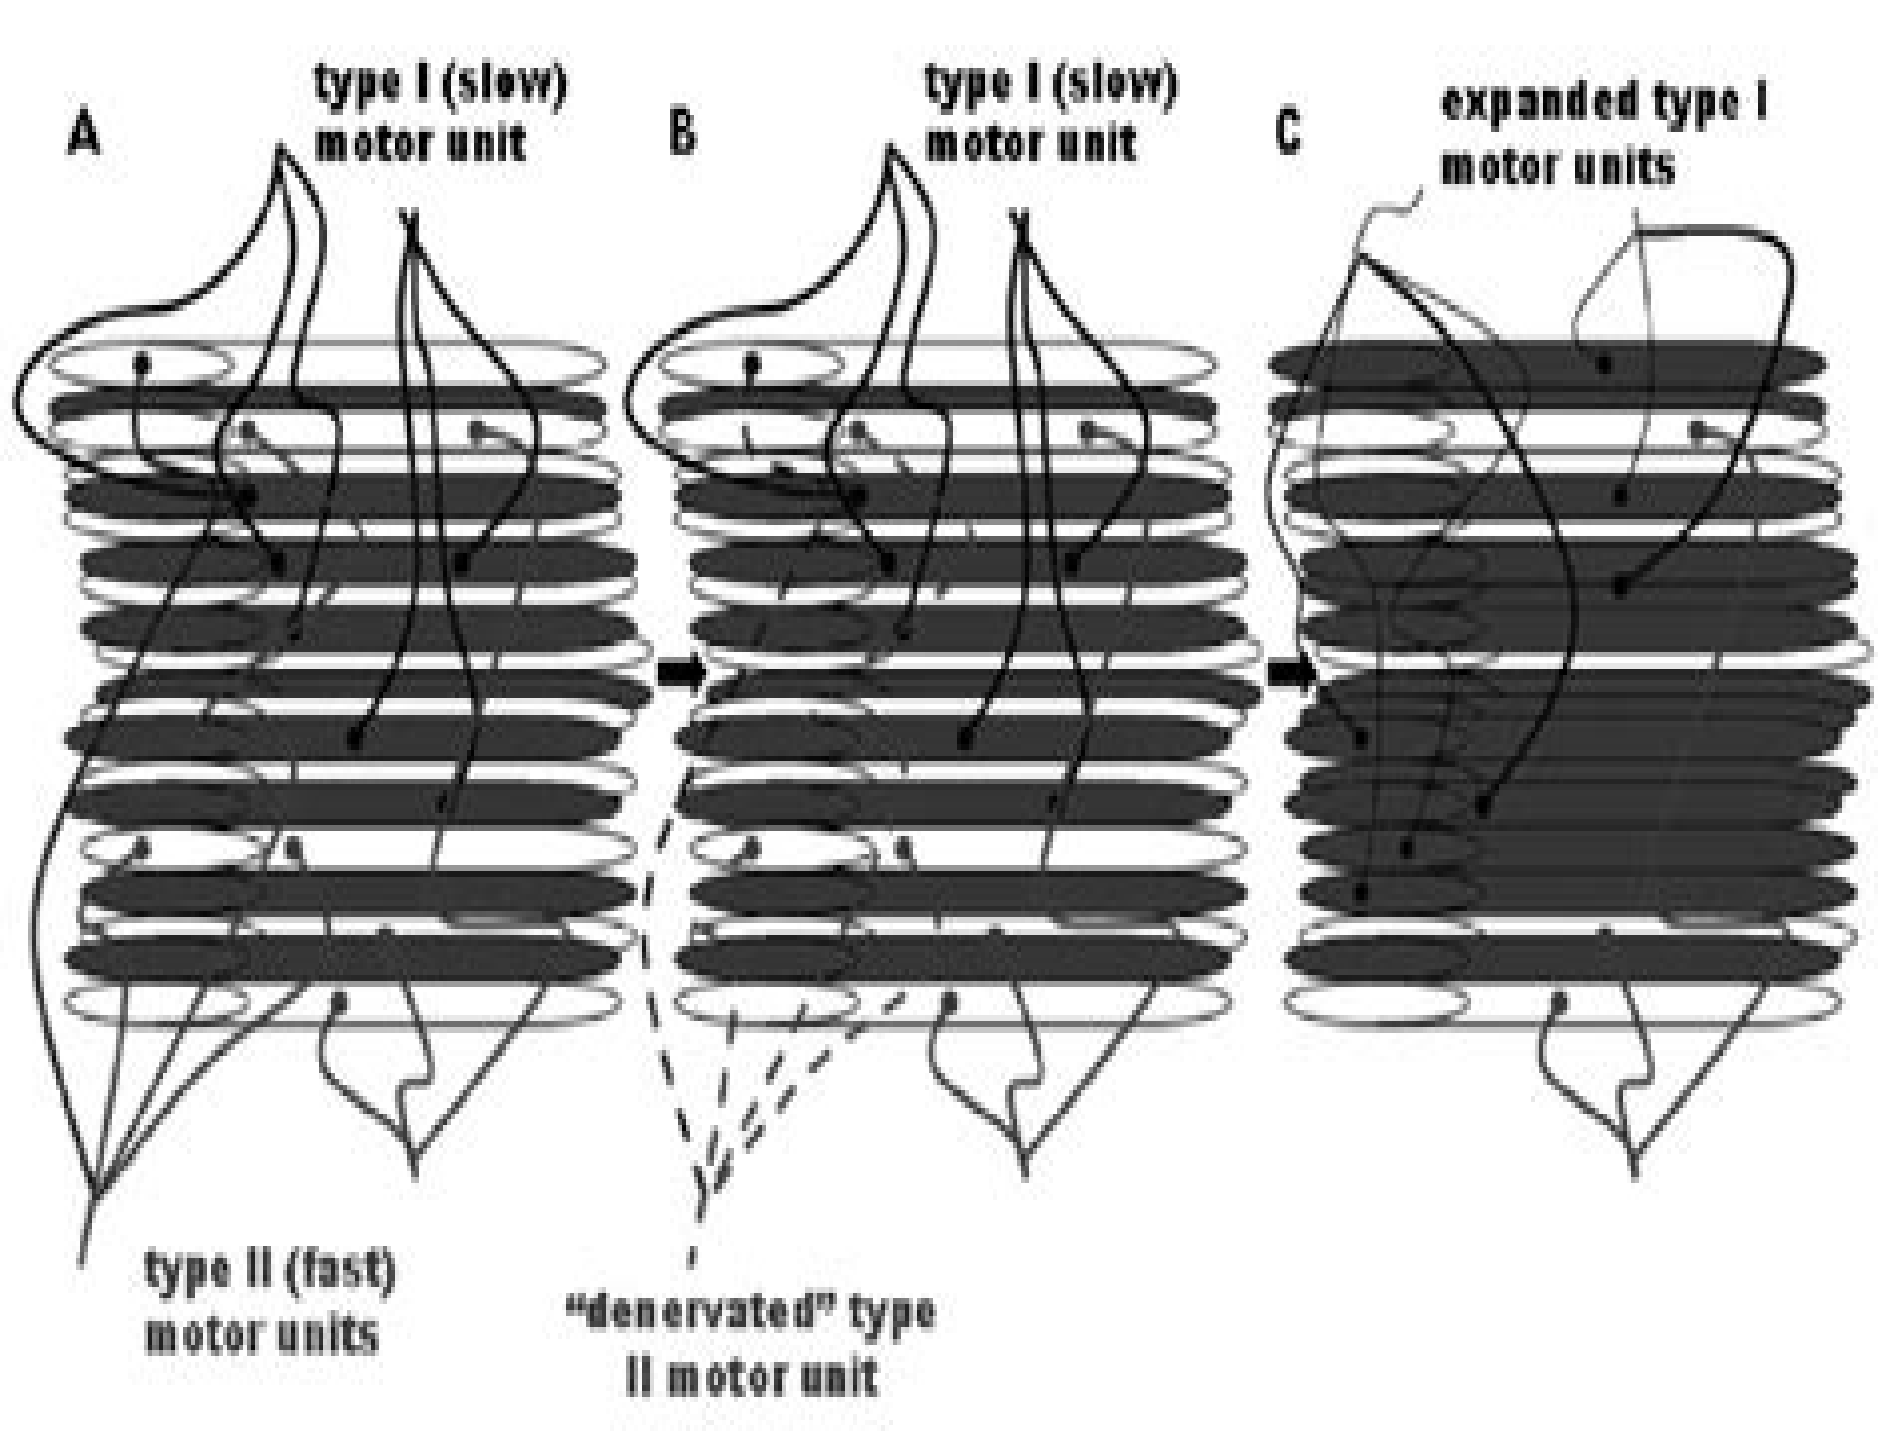 A
type I (slow)
motor unit
B
type I (slow)
motor unit
C
expanded type I
motor units
type II (fast)
motor units
“denervated” type
II motor unit